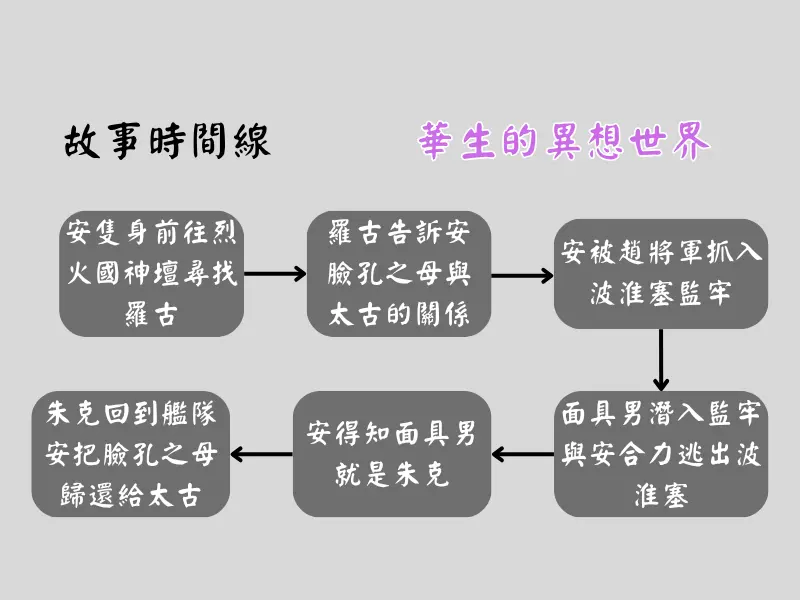 故事時間線
華生的異想世界
安隻身前往烈
火國神壇尋找
羅古
羅古告訴安
臉孔之母與
太古的關係
安被趙將軍抓入
波淮塞監牢
面具男潛入監牢
與安合力逃出波
淮塞
安得知面具男
就是朱克
朱克回到艦隊
安把臉孔之母
歸還給太古